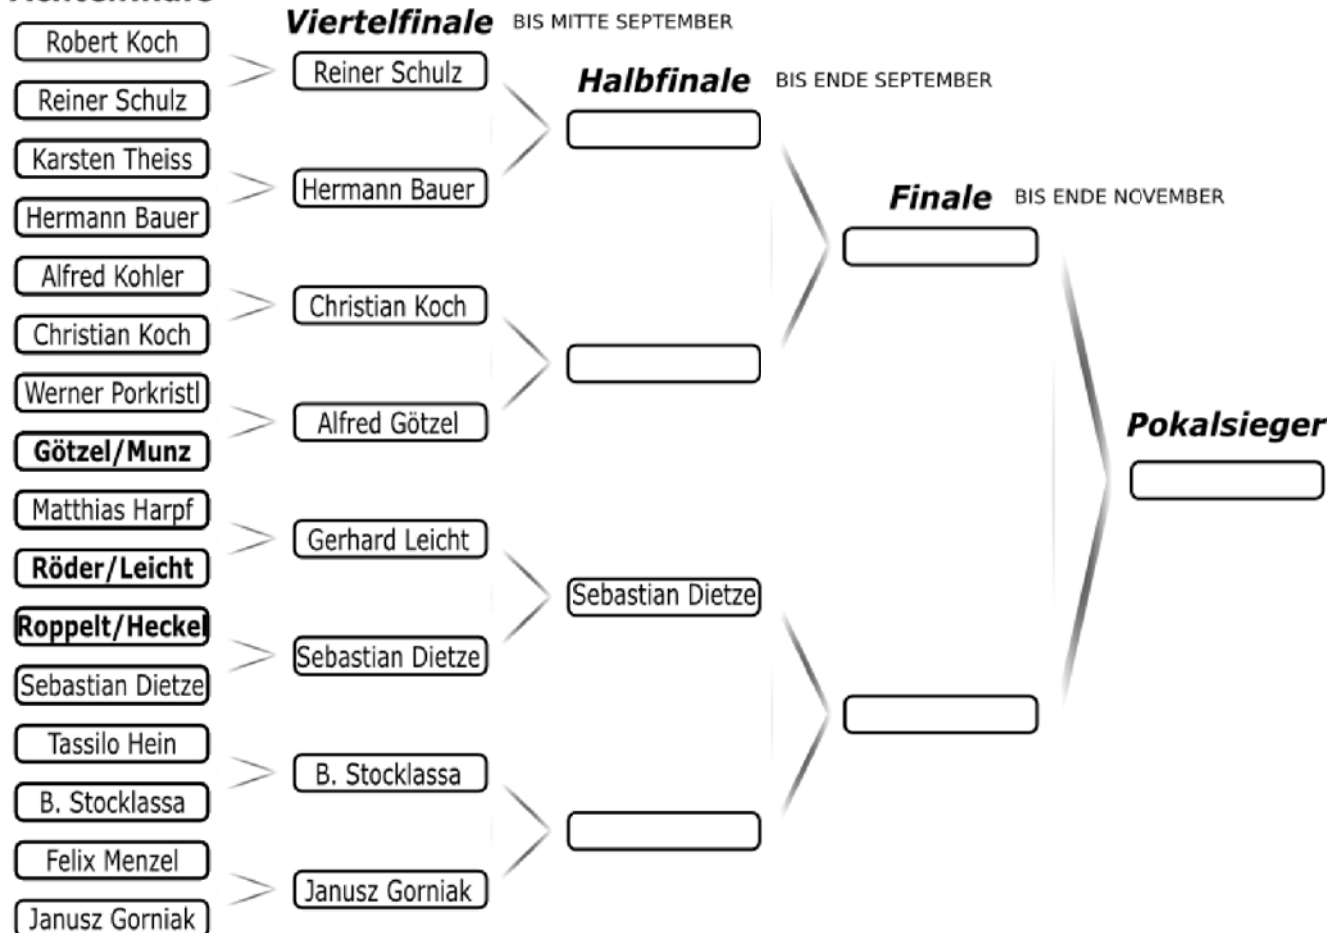 Robert Koch
Reiner Schulz
Karsten Theiss
Hermann Bauer
Alfred Kohler
Christian Koch
Werner Porkristl
Götzel/Munz
Matthias Harpf
Röder/Leicht
Roppelt/Heckel
Sebastian Dietze
Tassilo Hein
B. Stocklassa
Felix Menzel
Janusz Gorniak
Viertelfinale BIS MITTE SEPTEMBER
Reiner Schulz
Hermann Bauer
Christian Koch
Alfred Götzel
Gerhard Leicht
Sebastian Dietze
B. Stocklassa
Janusz Gorniak
Halbfinale BIS ENDE SEPTEMBER
Sebastian Dietze
Finale BIS ENDE NOVEMBER
Pokalsieger